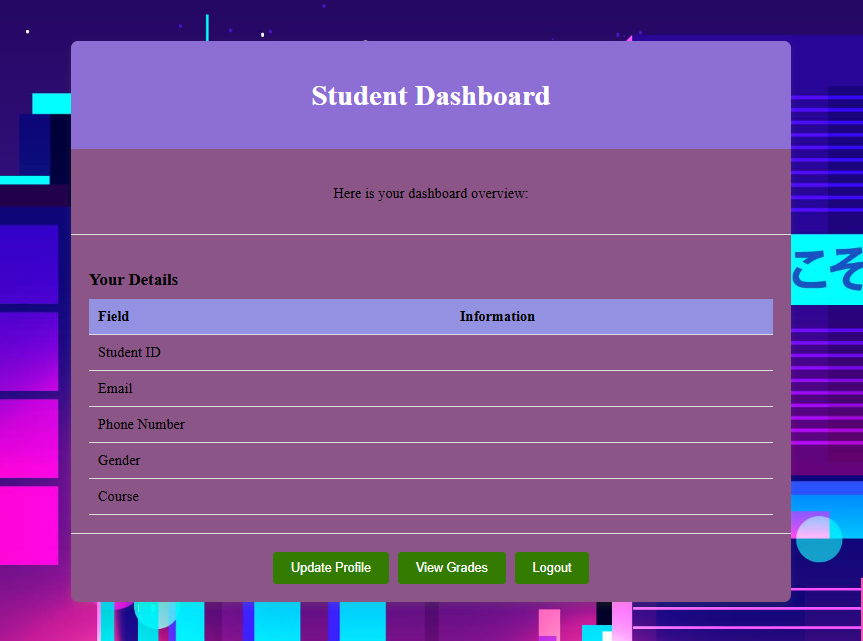 Student Dashboard
Here is your dashboard overview:
こそ
Your Details
Field Information
Student ID
Email
Phone Number
Gender
Course
Update Profile View Grades Logout